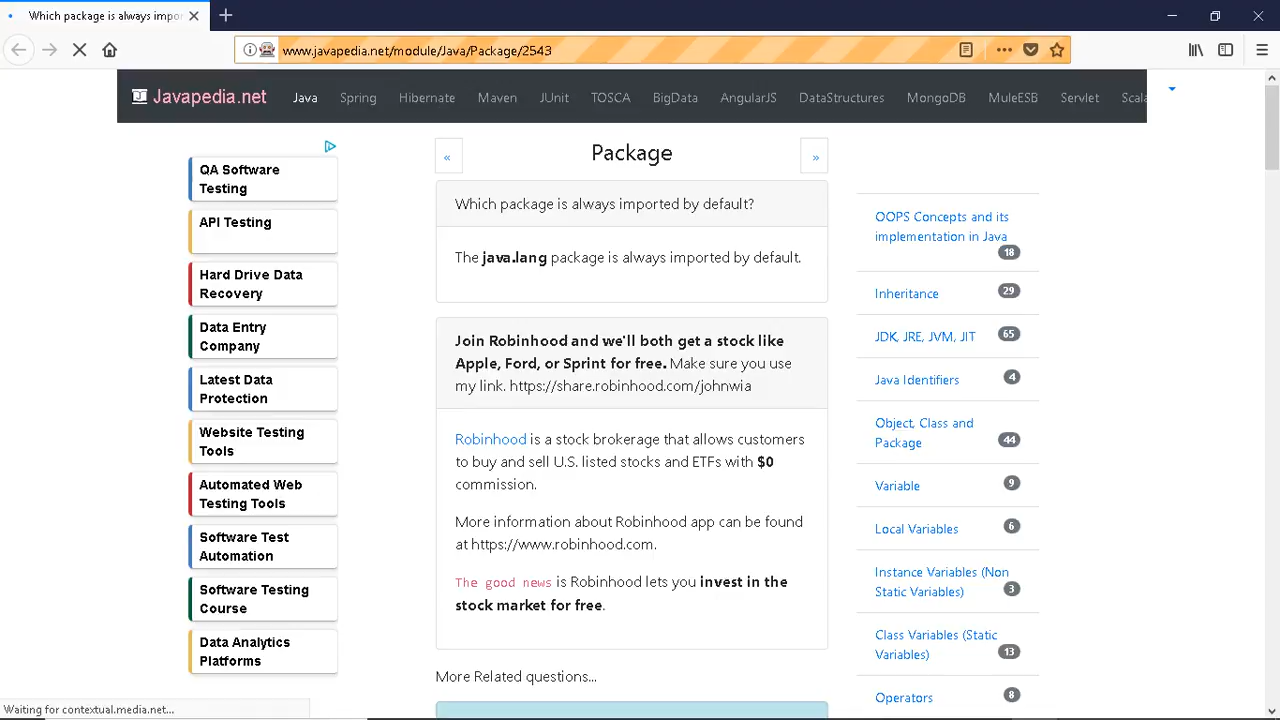 Which package is always impo
www.javapedia.net/module/Java/Package/2543
Javapedia.net Java Spring Hibernate Maven JUnit TOSCA BigData AngularJS DataStructures MongoDB MuleESB Servlet Scala
« Package »
QA Software
Testing
API Testing
Hard Drive Data
Recovery
Data Entry
Company
Latest Data
Protection
Website Testing
Tools
Automated Web
Testing Tools
Software Test
Automation
Software Testing
Course
Data Analytics
Platforms
Which package is always imported by default?
The java.lang package is always imported by default.
Join Robinhood and we'll both get a stock like
Apple, Ford, or Sprint for free. Make sure you use
my link. https://share.robinhood.com/johnwia
Robinhood is a stock brokerage that allows customers
to buy and sell U.S. listed stocks and ETFs with $0
commission.
More information about Robinhood app can be found
at https://www.robinhood.com.
The good news is Robinhood lets you invest in the
stock market for free.
More Related questions...
OOPS Concepts and its
implementation in Java
18
Inheritance 29
JDK, JRE, JVM, JIT 65
Java Identifiers 4
Object, Class and
Package 44
Variable 9
Local Variables 6
Instance Variables (Non
Static Variables) 3
Class Variables (Static
Variables) 13
Operators 8
Waiting for contextual.media.net...